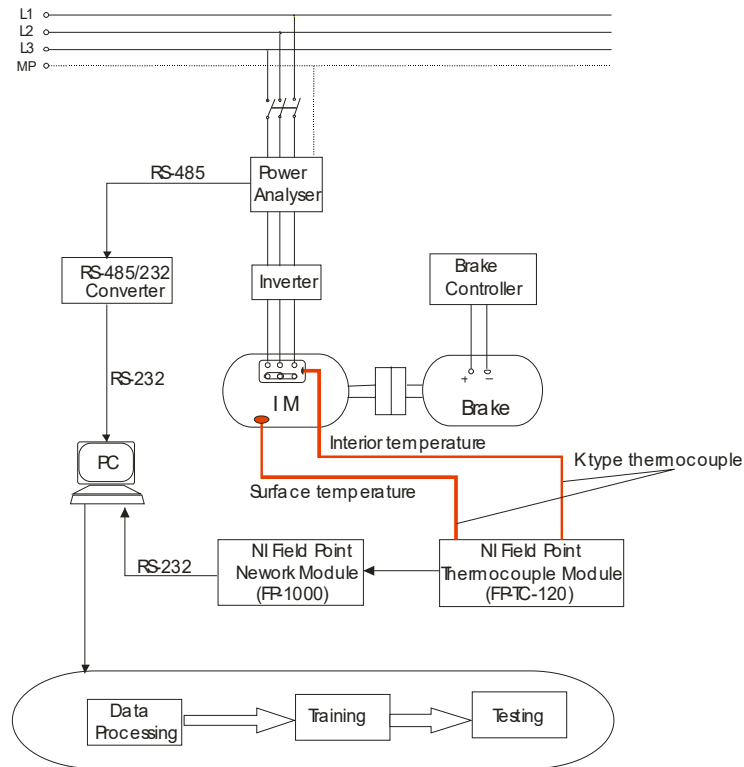 L1
L2
L3
MP
RS-485
Power
Analyser
RS-485/232
Converter
Inverter
Brake
Controller
RS-232
IM
+ –
Brake
Interior temperature
K type thermocouple
PC
Surface temperature
RS-232
NI Field Point
Nework Module
(FP-1000)
NI Field Point
Thermocouple Module
(FP-TC-120)
Data
Processing
Training
Testing